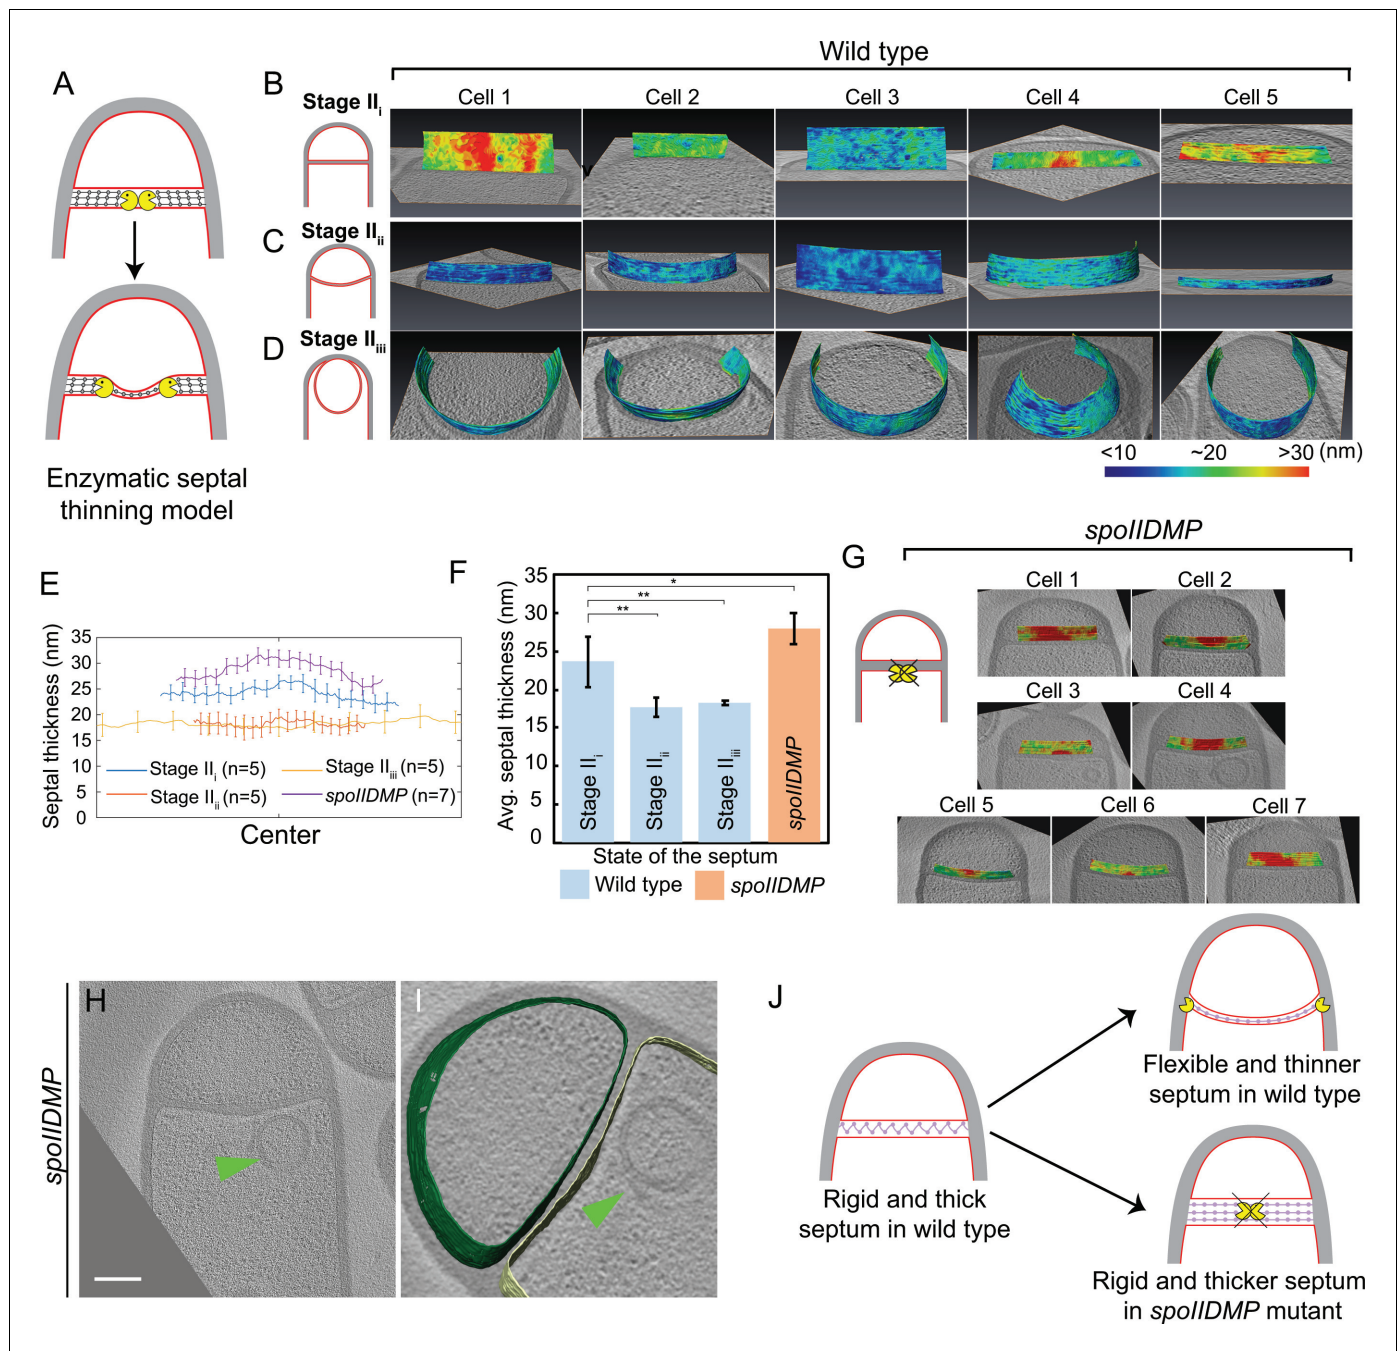 Wild type
A
B
Stage IIi
Cell 1
Cell 2
Cell 3
Cell 4
Cell 5
C
Stage IIii
D
Stage IIiii
<10 ~20 >30 (nm)
Enzymatic septal
thinning model
E
Septal thickness (nm)
35
30
25
20
15
10
5
0
Stage IIi (n=5)
Stage IIiii (n=5)
Stage IIii (n=5)
spoIIDMP (n=7)
Center
F
Avg. septal thickness (nm)
35
30
25
20
15
10
5
0
*
**
**
Stage IIi
Stage IIii
Stage IIiii
spoIIDMP
State of the septum
Wild type
spoIIDMP
G
spoIIDMP
Cell 1
Cell 2
Cell 3
Cell 4
Cell 5
Cell 6
Cell 7
spoIIDMP
H
I
J
Rigid and thick
septum in wild type
Flexible and thinner
septum in wild type
Rigid and thicker septum
in spoIIDMP mutant